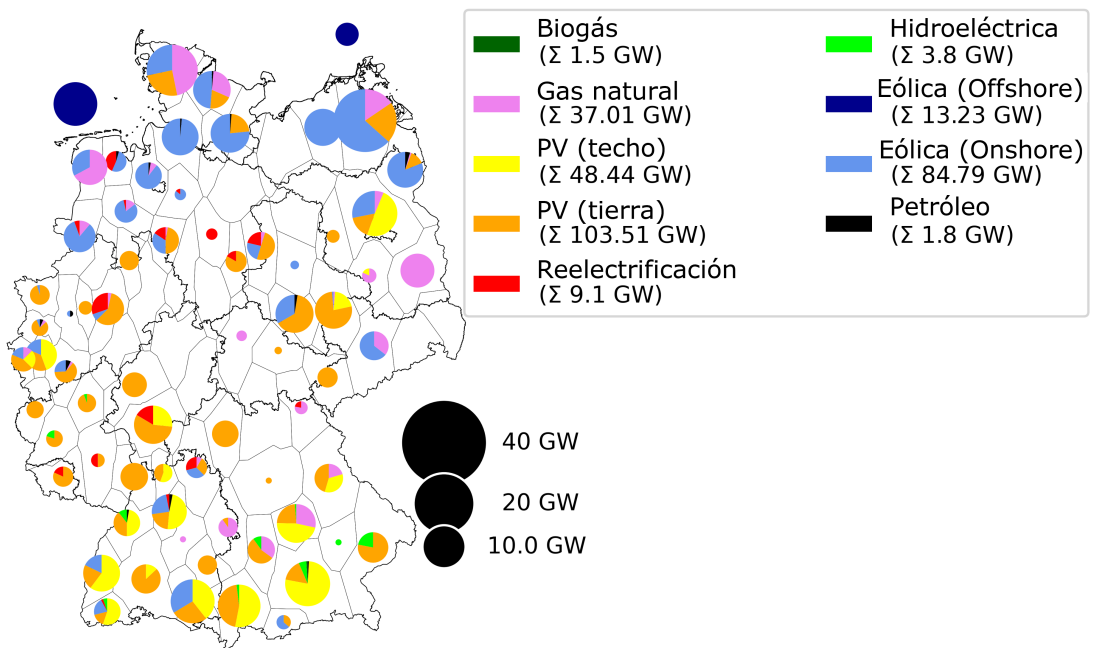 Biogás
(Σ 1.5 GW)
Gas natural
(Σ 37.01 GW)
PV (techo)
(Σ 48.44 GW)
PV (tierra)
(Σ 103.51 GW)
Reelectrificación
(Σ 9.1 GW)
Hidroeléctrica
(Σ 3.8 GW)
Eólica (Offshore)
(Σ 13.23 GW)
Eólica (Onshore)
(Σ 84.79 GW)
Petróleo
(Σ 1.8 GW)
40 GW
20 GW
10.0 GW